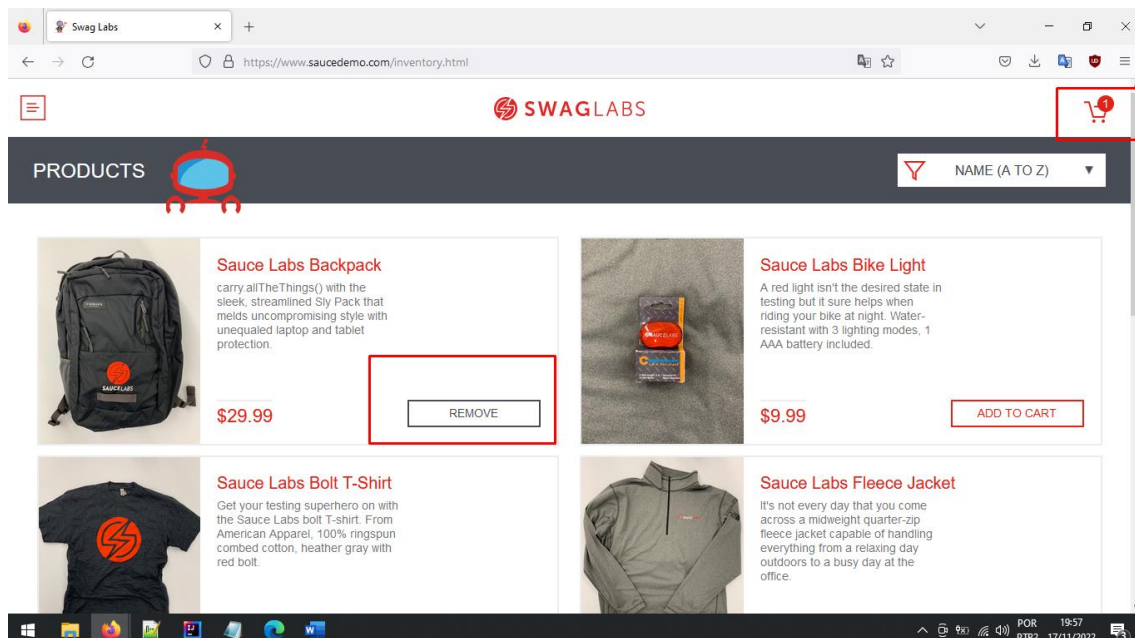 Swag Labs
https://www.saucedemo.com/inventory.html
SWAGLABS
1
PRODUCTS
NAME (A TO Z)
Sauce Labs Backpack
carry.allTheThings() with the
sleek, streamlined Sly Pack that
melds uncompromising style with
unequaled laptop and tablet
protection.
$29.99
REMOVE
SAUCELABS
Sauce Labs Bike Light
A red light isn't the desired state in
testing but it sure helps when
riding your bike at night. Water-
resistant with 3 lighting modes, 1
AAA battery included.
$9.99
ADD TO CART
SAUCELABS
Sauce Labs Bolt T-Shirt
Get your testing superhero on with
the Sauce Labs bolt T-shirt. From
American Apparel, 100% ringspun
combed cotton, heather gray with
red bolt.
Sauce Labs Fleece Jacket
It's not every day that you come
across a midweight quarter-zip
fleece jacket capable of handling
everything from a relaxing day
outdoors to a busy day at the
office.
POR 19:57
PTB2 17/11/2022